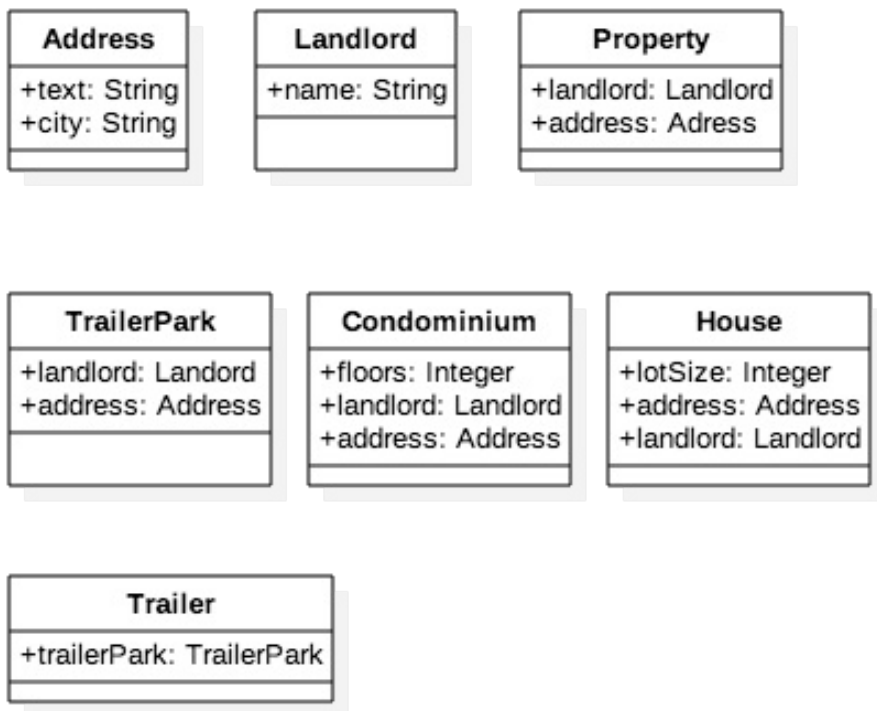 Address
+text: String
+city: String
Landlord
+name: String
Property
+landlord: Landlord
+address: Adress
TrailerPark
+landlord: Landord
+address: Address
Condominium
+floors: Integer
+landlord: Landlord
+address: Address
House
+lotSize: Integer
+address: Address
+landlord: Landlord
Trailer
+trailerPark: TrailerPark